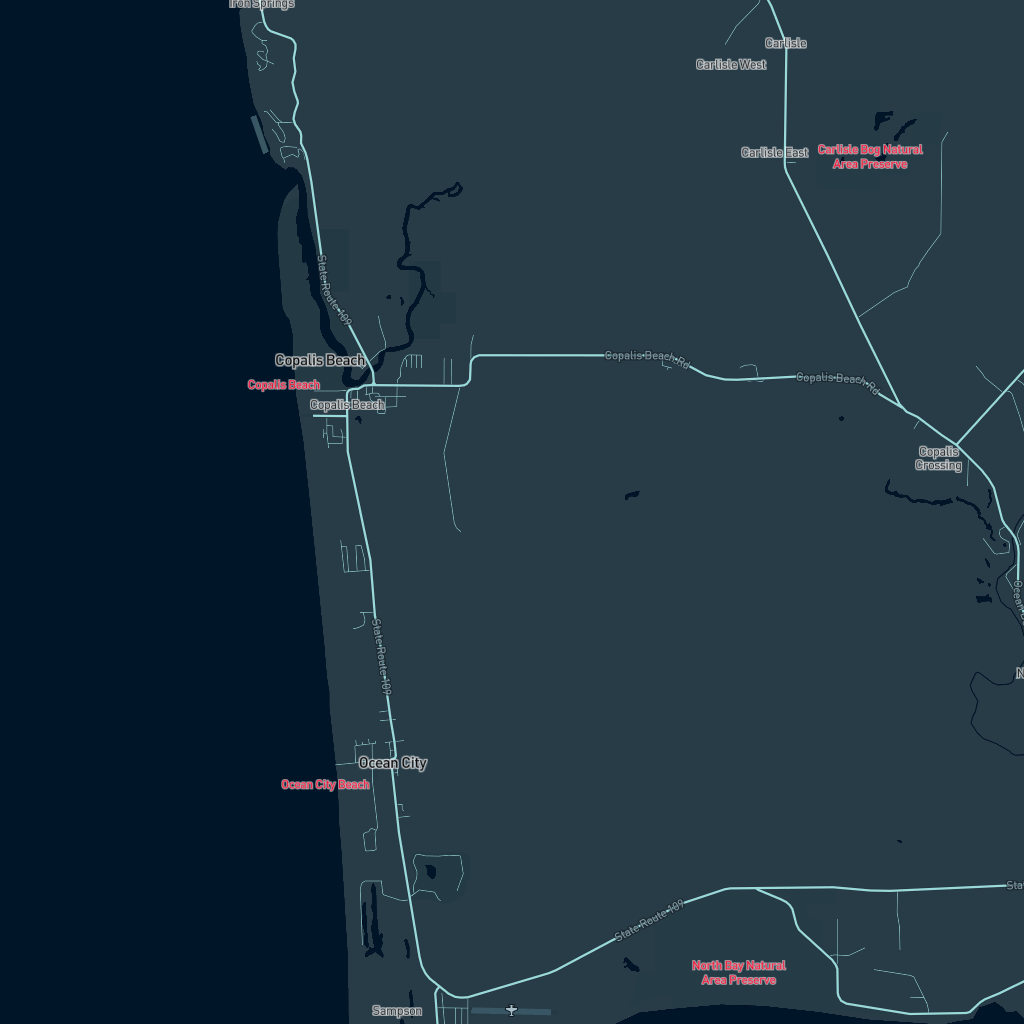 Iron Springs
Carlisle
Carlisle West
Carlisle East
Carlisle Bog Natural
Area Preserve
State Route 109
Copalis Beach
Copalis Beach
Copalis Beach
Copalis Beach Rd
Copalis Beach Rd
Copalis
Crossing
State Route 109
Ocean City
Ocean City Beach
State Route 109
North Bay Natural
Area Preserve
Sampson